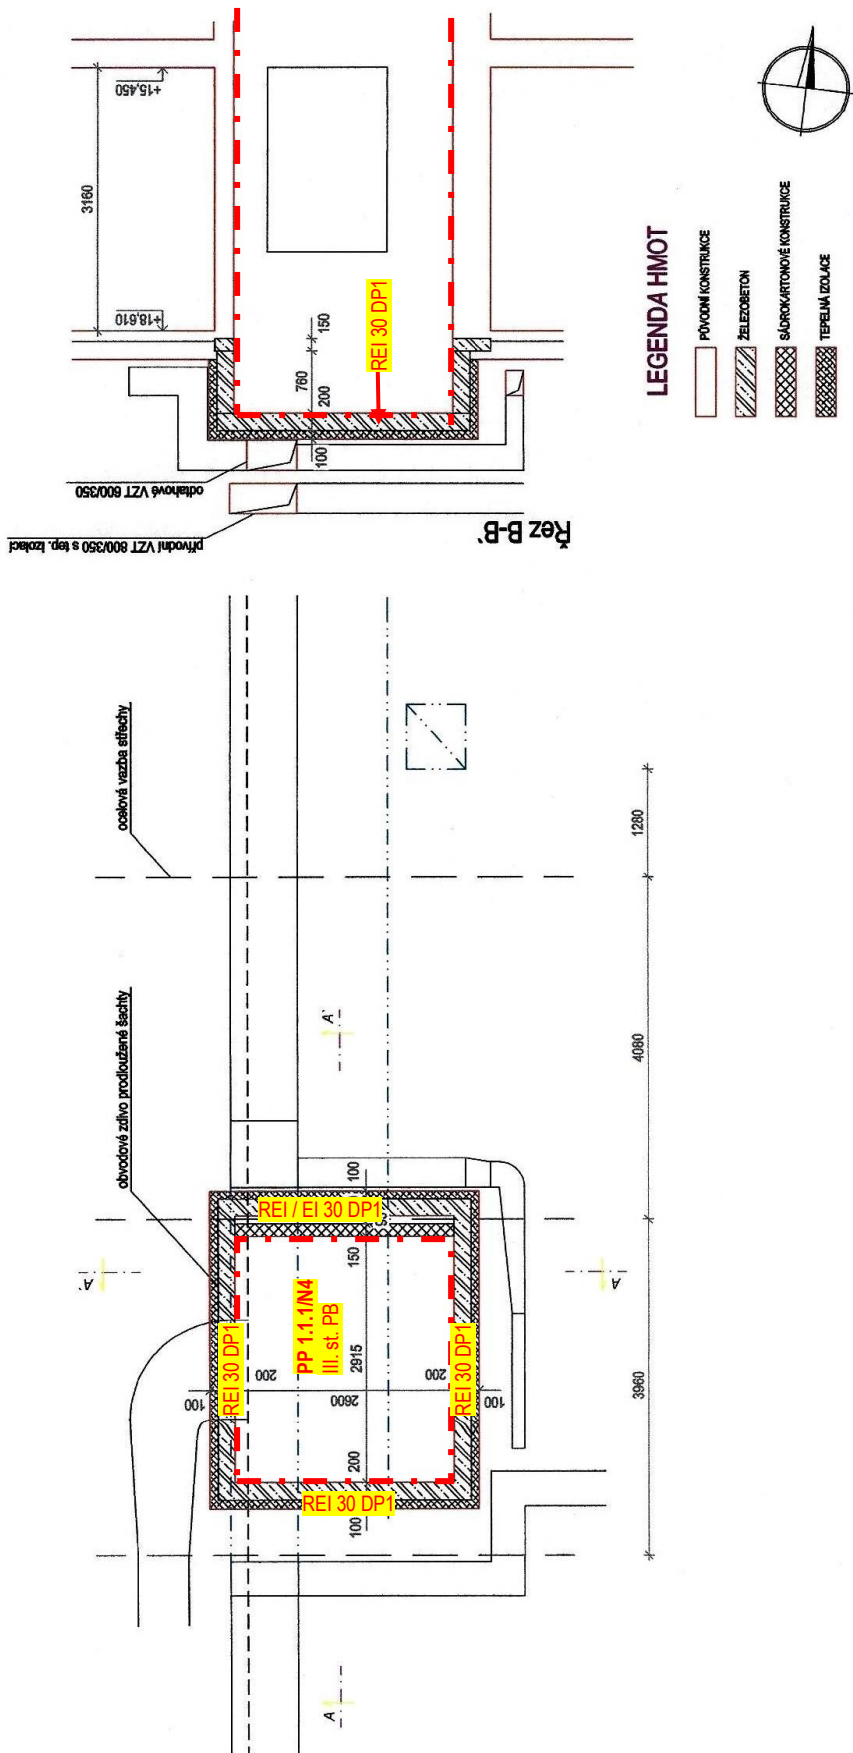 +15,450
3160
+18,610
150
760
200
REI 30 DP1
100
odtahové VZT 600/350
přívodní VZT 800/350 s tep. izolací
Řez B-B`
LEGENDA HMOT
PŮVODNÍ KONSTRUKCE
ŽELEZOBETON
SÁDROKARTONOVÉ KONSTRUKCE
TEPELNÁ IZOLACE
ocelová vazba střechy
obvodové zdivo prodloužené šachty
1280
4080
3960
A`
100
REI / EI 30 DP1
150
A`
A
PP 1.1.1/N4
III. st. PB
2915
REI 30 DP1
REI 30 DP1
100
200
2600
200
100
200
REI 30 DP1
100
A